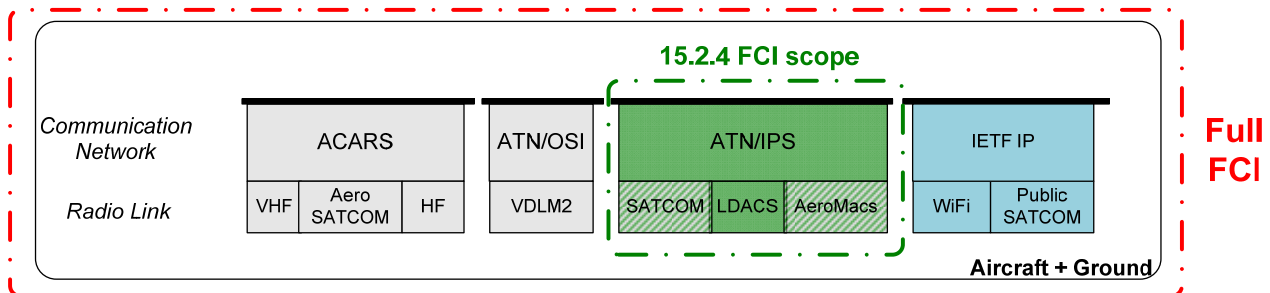 15.2.4 FCI scope
Communication
Network
ACARS
ATN/OSI
ATN/IPS
IETF IP
Full
FCI
Radio Link
VHF
Aero
SATCOM
HF
VDLM2
SATCOM
LDACS
AeroMacs
WiFi
Public
SATCOM
Aircraft + Ground